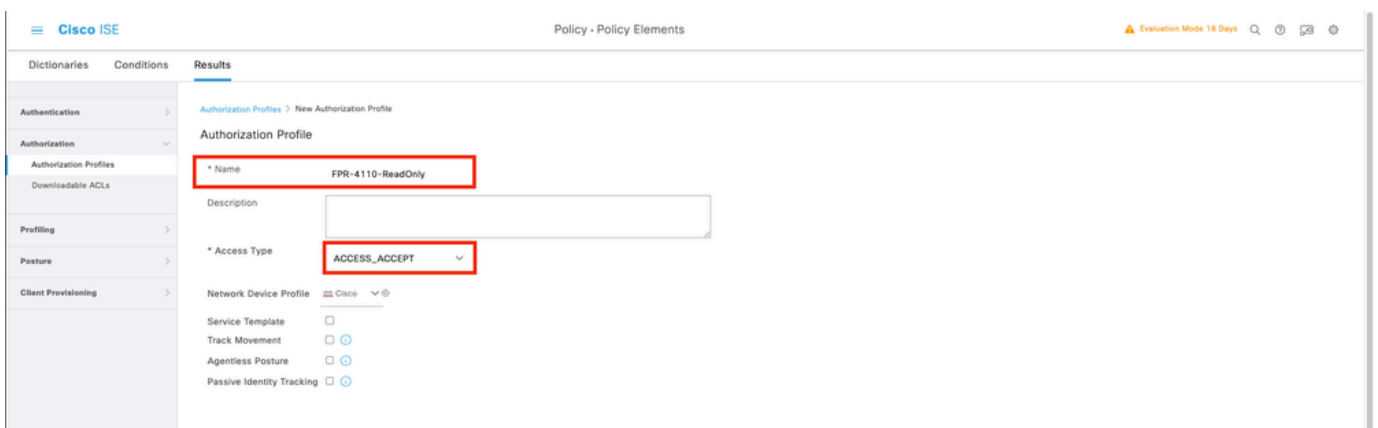 Cisco ISE
Policy · Policy Elements
Evaluation Mode 18 Days
Dictionaries Conditions Results
Authentication
Authorization
Authorization Profiles
Downloadable ACLs
Profiling
Posture
Client Provisioning
Authorization Profiles > New Authorization Profile
Authorization Profile
* Name FPR-4110-ReadOnly
Description
* Access Type ACCESS_ACCEPT
Network Device Profile Cisco
Service Template
Track Movement
Agentless Posture
Passive Identity Tracking